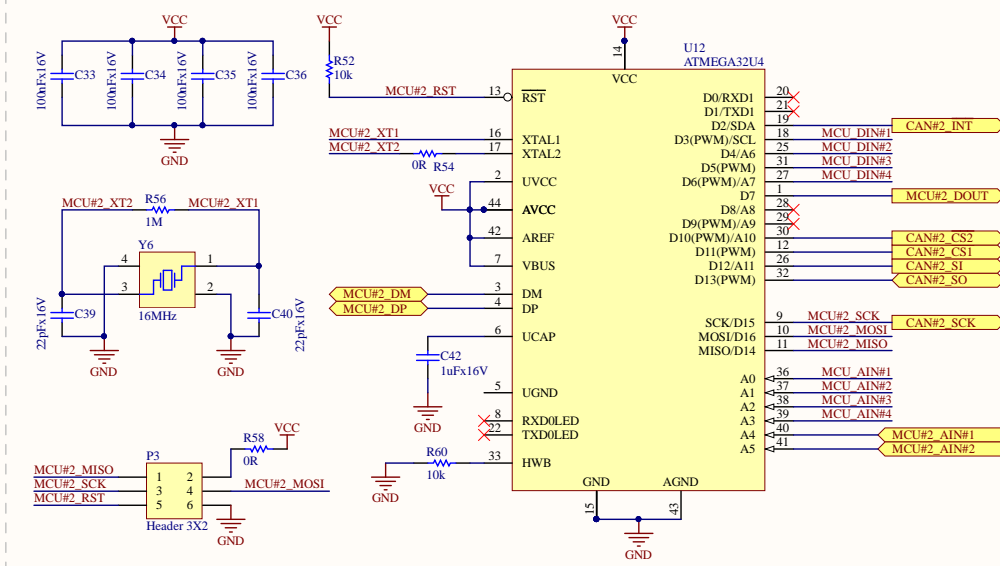 VCC
100nFx16V
C33
100nFx16V
C34
100nFx16V
C35
100nFx16V
C36
GND
VCC
R52
10k
MCU#2_RST
MCU#2_XT1
MCU#2_XT2
0R R54
VCC
MCU#2_XT2
R56
1M
MCU#2_XT1
Y6
4
3
1
2
16MHz
C39
22pFx16V
C40
22pFx16V
GND
GND
MCU#2_DM
MCU#2_DP
C42
1uFx16V
GND
R60
10k
GND
P3
R58
0R
VCC
MCU#2_MISO
MCU#2_SCK
MCU#2_RST
1 2
3 4
5 6
MCU#2_MOSI
Header 3X2
GND
VCC
14
VCC
U12
ATMEGA32U4
13 RST
16 XTAL1
17 XTAL2
2 UVCC
44 AVCC
42 AREF
7 VBUS
3 DM
4 DP
6 UCAP
5 UGND
8 RXD0LED
22 TXD0LED
33 HWB
D0/RXD1 20
D1/TXD1 21
D2/SDA 19 CAN#2_INT
D3(PWM)/SCL 18 MCU_DIN#1
D4/A6 25 MCU_DIN#2
D5(PWM) 31 MCU_DIN#3
D6(PWM)/A7 27 MCU_DIN#4
D7 1 MCU#2_DOUT
D8/A8 28
D9(PWM)/A9 29
D10(PWM)/A10 30 CAN#2_CS2
D11(PWM) 12 CAN#2_CS1
D12/A11 26 CAN#2_SI
D13(PWM) 32 CAN#2_SO
SCK/D15 9 MCU#2_SCK CAN#2_SCK
MOSI/D16 10 MCU#2_MOSI
MISO/D14 11 MCU#2_MISO
A0 36 MCU_AIN#1
A1 37 MCU_AIN#2
A2 38 MCU_AIN#3
A3 39 MCU_AIN#4
A4 40 MCU#2_AIN#1
A5 41 MCU#2_AIN#2
GND AGND
15 43
GND